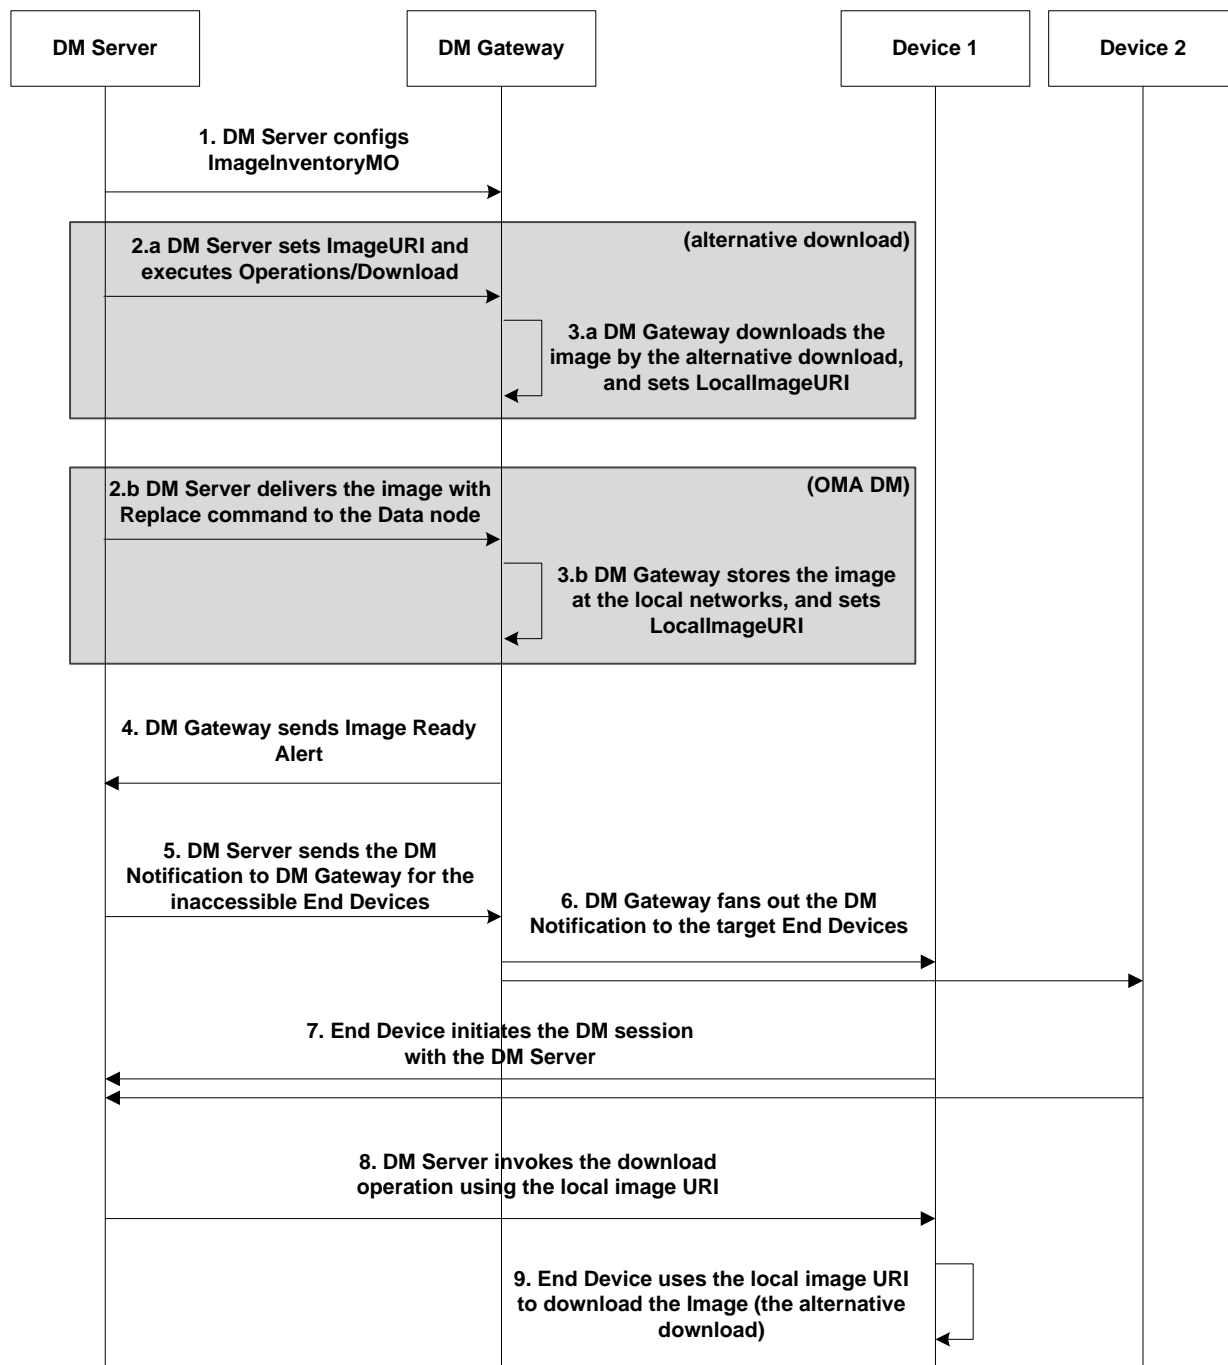 DM Server
DM Gateway
Device 1
Device 2
1. DM Server configs
ImageInventoryMO
(alternative download)
2.a DM Server sets ImageURI and
executes Operations/Download
3.a DM Gateway downloads the
image by the alternative download,
and sets LocalImageURI
(OMA DM)
2.b DM Server delivers the image with
Replace command to the Data node
3.b DM Gateway stores the image
at the local networks, and sets
LocalImageURI
4. DM Gateway sends Image Ready
Alert
5. DM Server sends the DM
Notification to DM Gateway for the
inaccessible End Devices
6. DM Gateway fans out the DM
Notification to the target End Devices
7. End Device initiates the DM session
with the DM Server
8. DM Server invokes the download
operation using the local image URI
9. End Device uses the local image URI
to download the Image (the alternative
download)